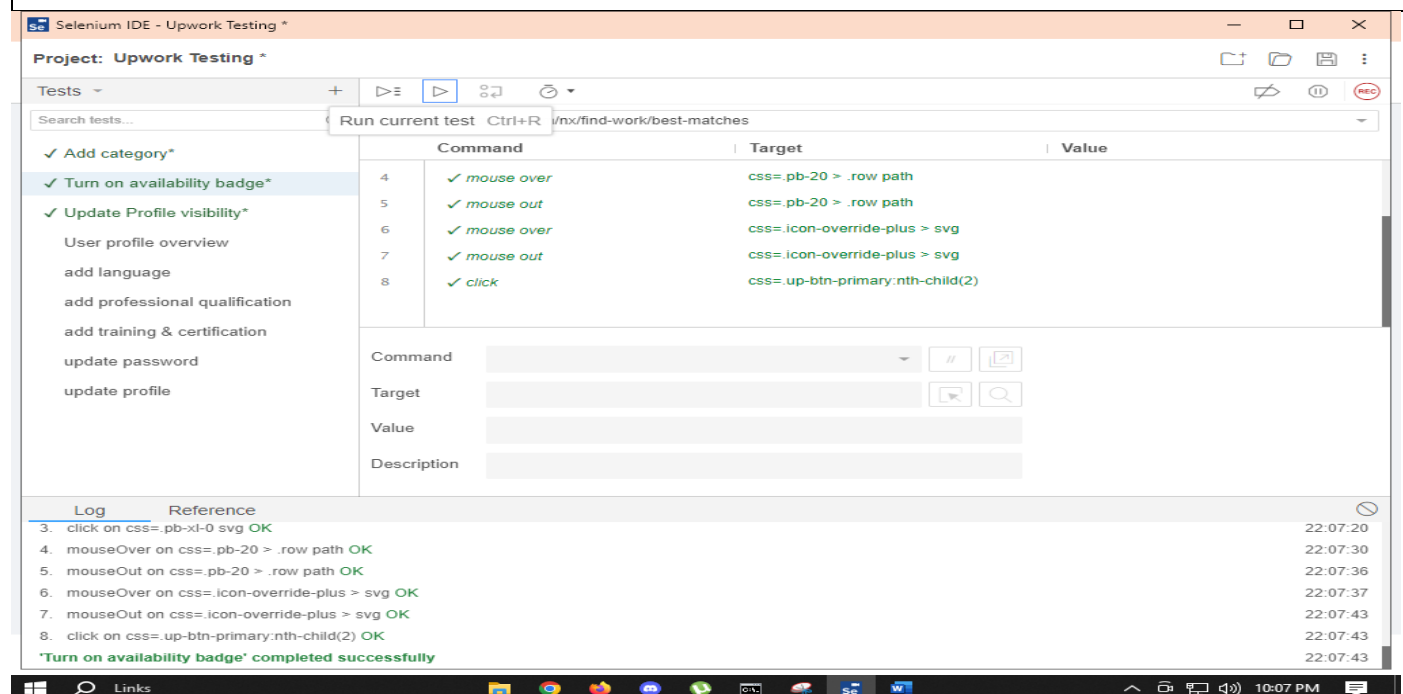 Se Selenium IDE - Upwork Testing *
Project: Upwork Testing *
Tests
REC
Search tests...
Run current test Ctrl+R
/nx/find-work/best-matches
Command Target Value
✓ Add category*
✓ Turn on availability badge*
✓ Update Profile visibility*
User profile overview
add language
add professional qualification
add training & certification
update password
update profile
4 ✓ mouse over css=.pb-20 > .row path
5 ✓ mouse out css=.pb-20 > .row path
6 ✓ mouse over css=.icon-override-plus > svg
7 ✓ mouse out css=.icon-override-plus > svg
8 ✓ click css=.up-btn-primary:nth-child(2)
Command
//
Target
Value
Description
Log Reference
3. click on css=.pb-xl-0 svg OK 22:07:20
4. mouseOver on css=.pb-20 > .row path OK 22:07:30
5. mouseOut on css=.pb-20 > .row path OK 22:07:36
6. mouseOver on css=.icon-override-plus > svg OK 22:07:37
7. mouseOut on css=.icon-override-plus > svg OK 22:07:43
8. click on css=.up-btn-primary:nth-child(2) OK 22:07:43
'Turn on availability badge' completed successfully 22:07:43
Links Se W 10:07 PM